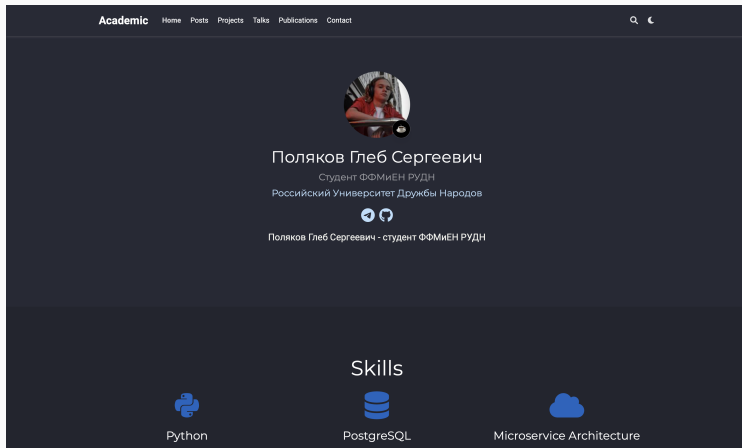 Academic Home Posts Projects Talks Publications Contact
Поляков Глеб Сергеевич
Студент ФФМиЕН РУДН
Российский Университет Дружбы Народов
Поляков Глеб Сергеевич - студент ФФМиЕН РУДН
Skills
Python PostgreSQL Microservice Architecture